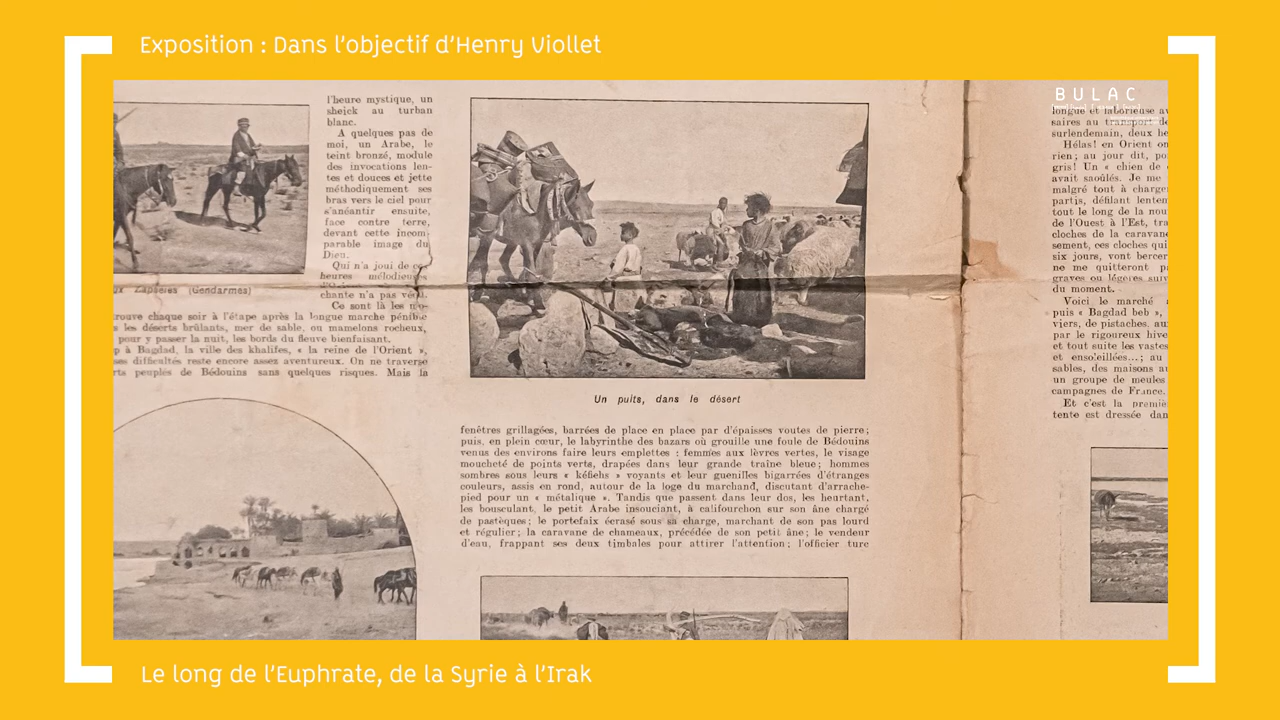 Exposition : Dans l'objectif d'Henry Viollet
BULAC
l'heure mystique, un
sheick au turban
blanc.
A quelques pas de
moi, un Arabe, le
teint bronzé, module
des invocations len-
tes et douces et jette
méthodiquement ses
bras vers le ciel pour
s'anéantir ensuite,
face contre terre,
devant cette incom-
parable image du
Dieu.
Qui n'a joui de ces
heures mélodieuses
chante n'a pas vécu.
Ce sont là les
Zaptières (Gendarmes)
trouve chaque soir à l'étape après la longue marche pénible
s les déserts brûlants, mer de sable, ou mamelons rocheux,
pour y passer la nuit, les bords du fleuve bienfaisant.
p à Bagdad, la ville des khalifes, « la reine de l'Orient »,
ses difficultés reste encore assez aventureux. On ne traverse
rts peuplés de Bédouins sans quelques risques. Mais la
Un puits, dans le désert
fenêtres grillagées, barrées de place en place par d'épaisses voutes de pierre;
puis, en plein cœur, le labyrinthe des bazars où grouille une foule de Bédouins
venus des environs faire leurs emplettes : femmes aux lèvres vertes, le visage
moucheté de points verts, drapées dans leur grande traîne bleue; hommes
sombres sous leurs « kéfiehs » voyants et leur guenilles bigarrées d'étranges
couleurs, assis en rond, autour de la loge du marchand, discutant d'arrache-
pied pour un « métalique ». Tandis que passent dans leur dos, les heurtant,
les bousculant, le petit Arabe insouciant, à califourchon sur son âne chargé
de pastèques; le portefaix écrasé sous sa charge, marchant de son pas lourd
et régulier; la caravane de chameaux, précédée de son petit âne; le vendeur
d'eau, frappant ses deux timbales pour attirer l'attention; l'officier turc
longue et laborieuse av
saires au transport de
surlendemain, deux he
Hélas! en Orient on
rien; au jour dit, po
gris! Un « chien de
avait saoûlés. Je me
malgré tout à charge
partis, défilant lentem
tout le long de la nou
de l'Ouest à l'Est, tra
cloches de la caravane
sement, ces cloches qui
six jours, vont bercer
ne me quitteront p
graves ou légères suiv
du moment.
Voici le marché
puis « Bagdad beb »,
viers, de pistaches. au
par le rigoureux hive
et tout suite les vastes
et ensoleillées...; au
sables, des maisons a
un groupe de meules
campagnes de France.
Et c'est la premiè
tente est dressée dan
Le long de l'Euphrate, de la Syrie à l'Irak